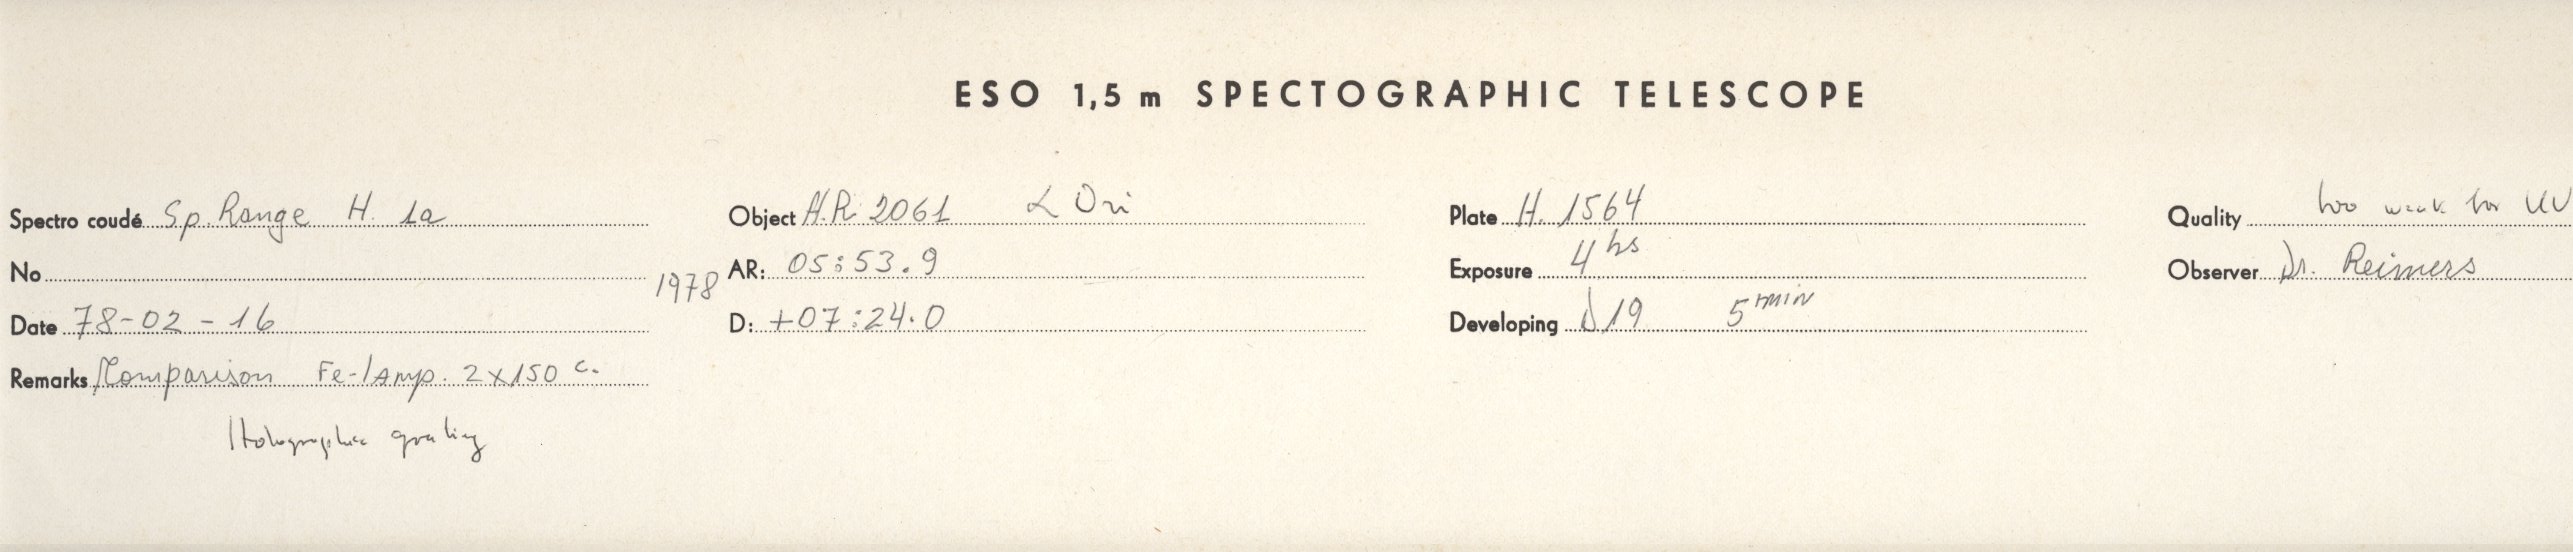 ESO 1,5 m SPECTOGRAPHIC TELESCOPE
Spectro coudé Sp. Range H. 1a
No
Date 78-02-16
Remarks Comparison Fe-lamp. 2x150 c.
Holographic grating
Object H.R 2061 α Ori
1978 AR: 05:53.9
D: +07:24.0
Plate H. 1564
Exposure 4 hs
Developing D19 5 min
Quality too weak for UV
Observer Dr. Reimers